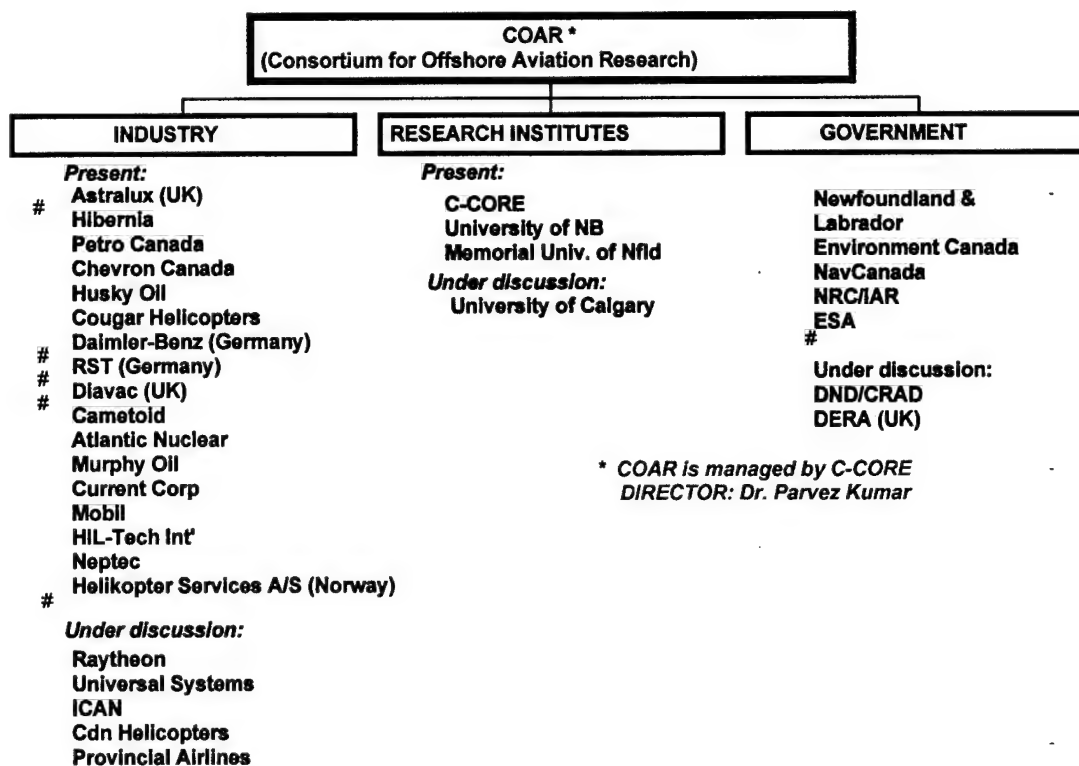 COAR *
(Consortium for Offshore Aviation Research)
INDUSTRY
Present:
# Astralux (UK)
Hibernia
Petro Canada
Chevron Canada
Husky Oil
Cougar Helicopters
Daimler-Benz (Germany)
# RST (Germany)
# Diavac (UK)
# Cametoid
Atlantic Nuclear
Murphy Oil
Current Corp
Mobil
HIL-Tech Int'
Neptec
Helikopter Services A/S (Norway)
#
Under discussion:
Raytheon
Universal Systems
ICAN
Cdn Helicopters
Provincial Airlines
RESEARCH INSTITUTES
Present:
C-CORE
University of NB
Memorial Univ. of Nfld
Under discussion:
University of Calgary
GOVERNMENT
Newfoundland &
Labrador
Environment Canada
NavCanada
NRC/IAR
ESA
#
Under discussion:
DND/CRAD
DERA (UK)
* COAR is managed by C-CORE
DIRECTOR: Dr. Parvez Kumar